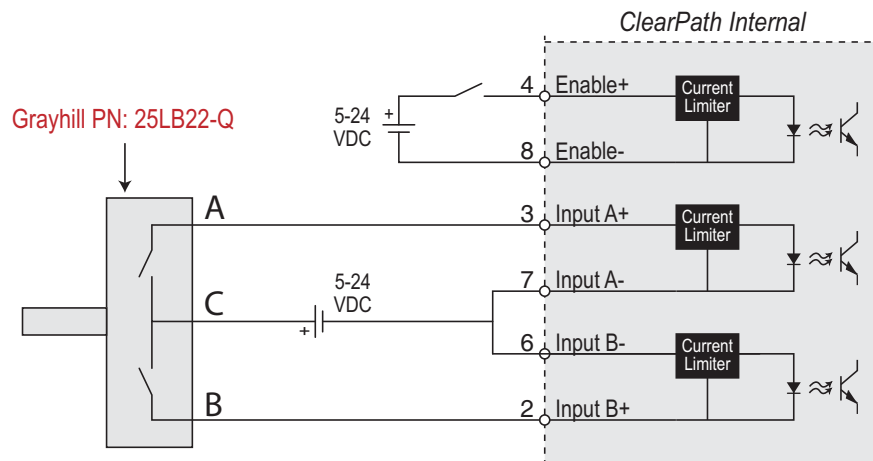 ClearPath Internal
4 Enable+
Current
Limiter
5-24
VDC
+
8 Enable-
Grayhill PN: 25LB22-Q
A
3 Input A+
Current
Limiter
7 Input A-
C
5-24
VDC
+
6 Input B-
Current
Limiter
B
2 Input B+